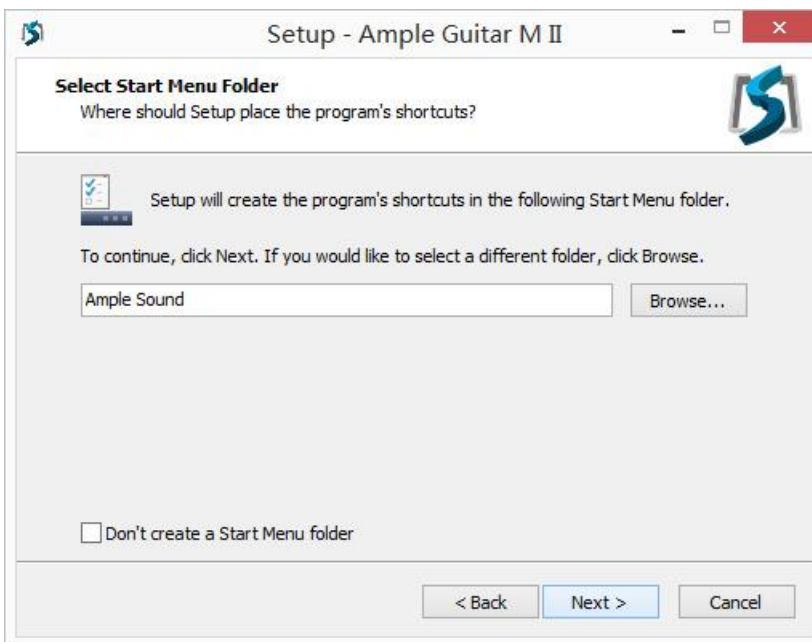 Setup - Ample Guitar M II
Select Start Menu Folder
Where should Setup place the program's shortcuts?
Setup will create the program's shortcuts in the following Start Menu folder.
To continue, click Next. If you would like to select a different folder, click Browse.
Ample Sound
Browse...
Don't create a Start Menu folder
< Back
Next >
Cancel